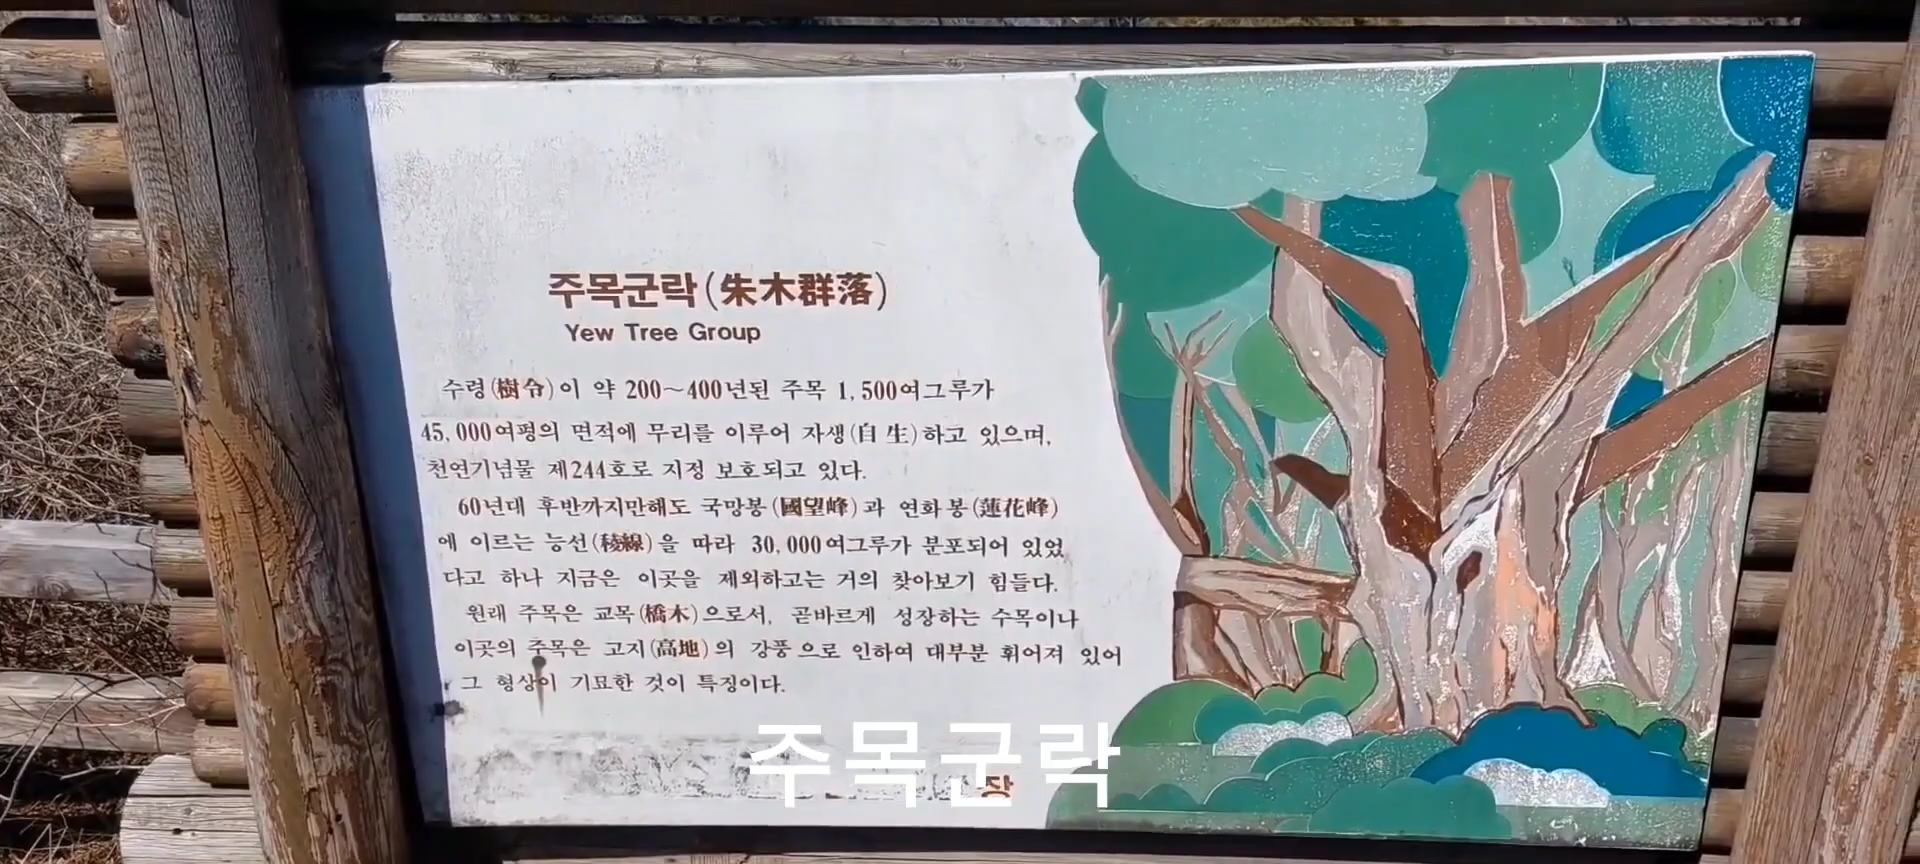 주목군락(朱木群落)
Yew Tree Group
수령(樹令)이 약 200~400년된 주목 1,500여그루가
45,000여평의 면적에 무리를 이루어 자생(自生)하고 있으며,
천연기념물 제244호로 지정 보호되고 있다.
60년대 후반까지만해도 국망봉(國望峰)과 연화봉(蓮花峰)
에 이르는 능선(稜線)을 따라 30,000여그루가 분포되어 있었
다고 하나 지금은 이곳을 제외하고는 거의 찾아보기 힘들다.
원래 주목은 교목(橋木)으로서, 곧바르게 성장하는 수목이나
이곳의 주목은 고지(高地)의 강풍으로 인하여 대부분 휘어져 있어
그 형상이 기묘한 것이 특징이다.
주목군락
장